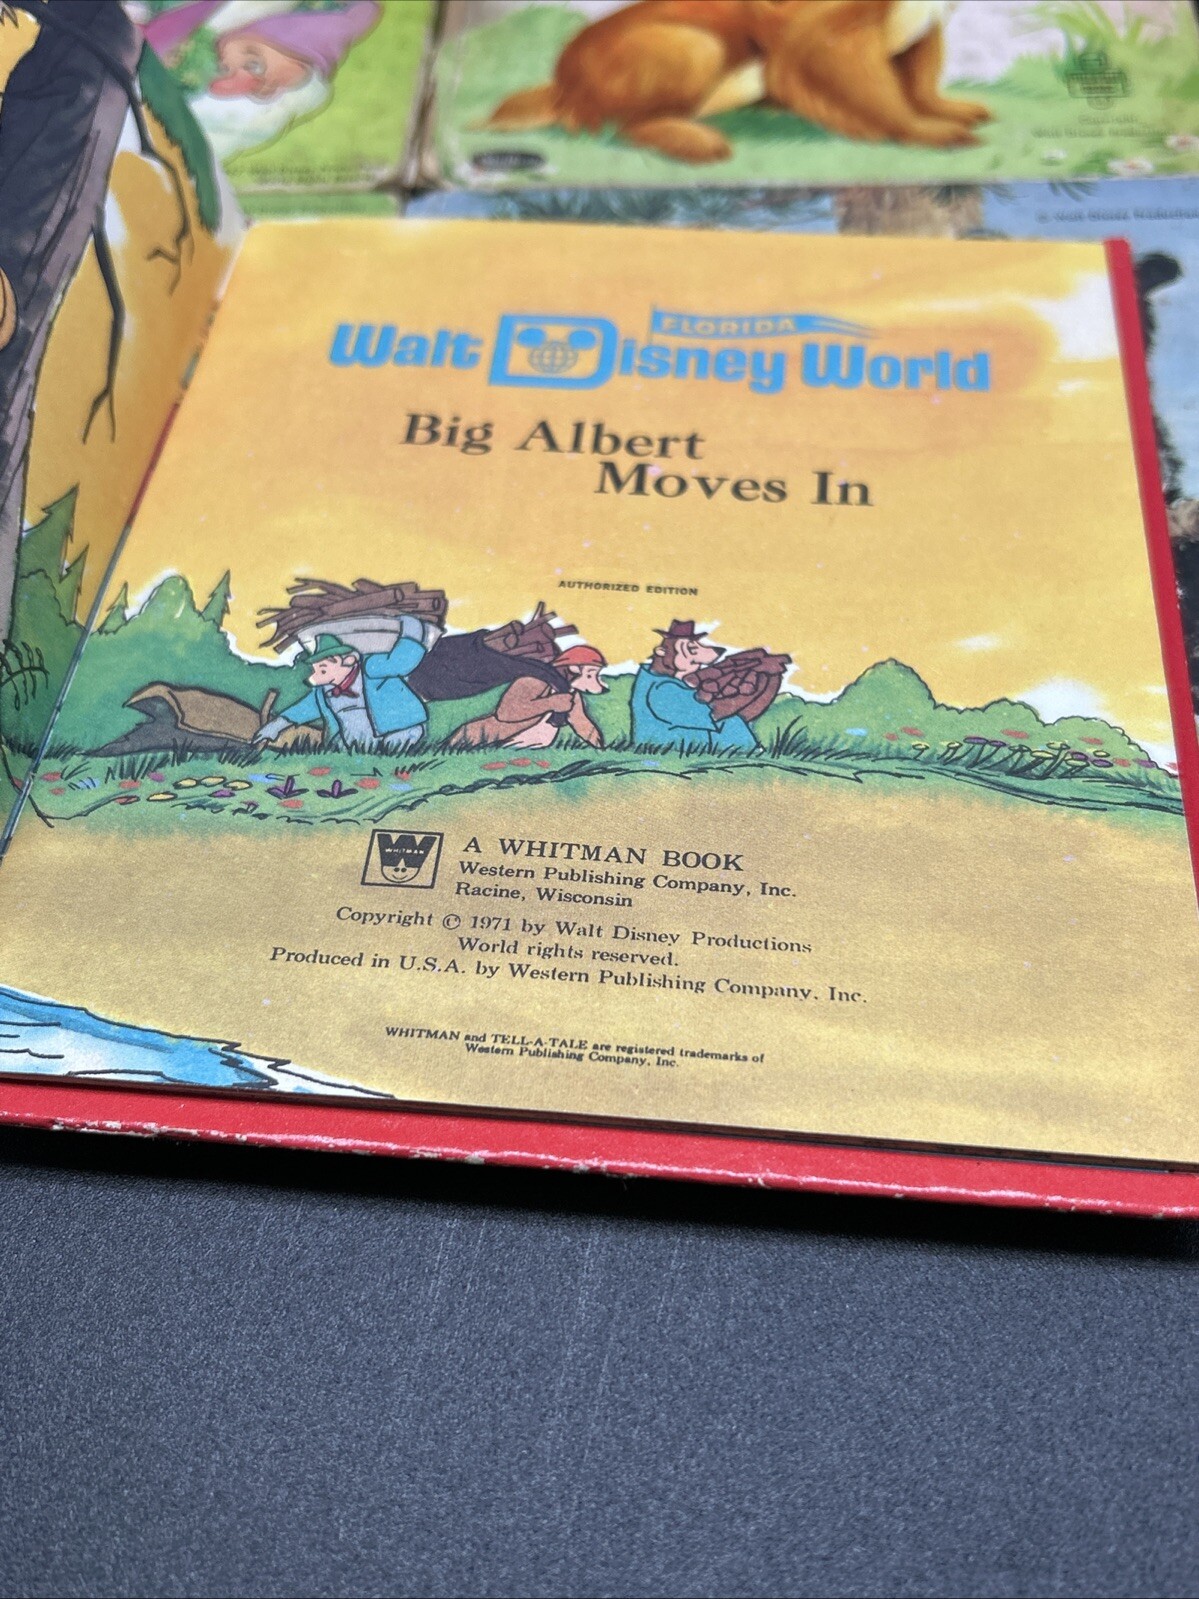 FLORIDA
Walt Disney World
Big Albert
Moves In
AUTHORIZED EDITION
WHITMAN
A WHITMAN BOOK
Western Publishing Company, Inc.
Racine, Wisconsin
Copyright © 1971 by Walt Disney Productions
World rights reserved.
Produced in U.S.A. by Western Publishing Company, Inc.
WHITMAN and TELL-A-TALE are registered trademarks of
Western Publishing Company, Inc.